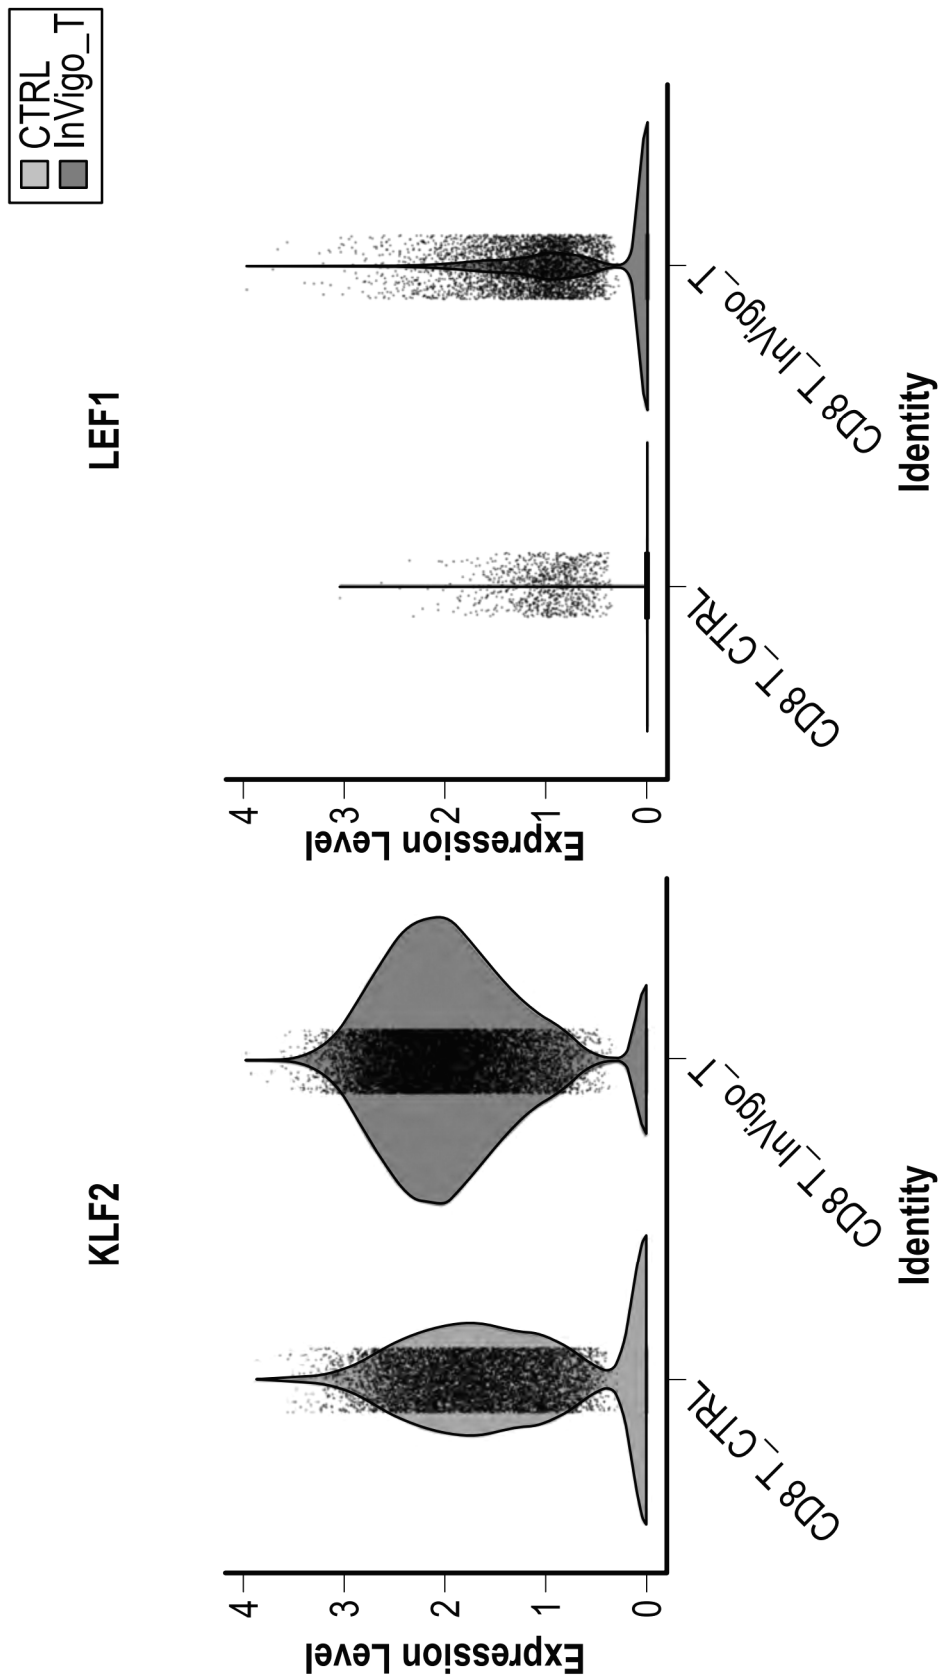 CTRL
InVigo_T
KLF2
Expression Level
4
3
2
1
0
CD8 T_CTRL
CD8 T_InVigo_T
Identity
LEF1
Expression Level
4
3
2
1
0
CD8 T_CTRL
CD8 T_InVigo_T
Identity